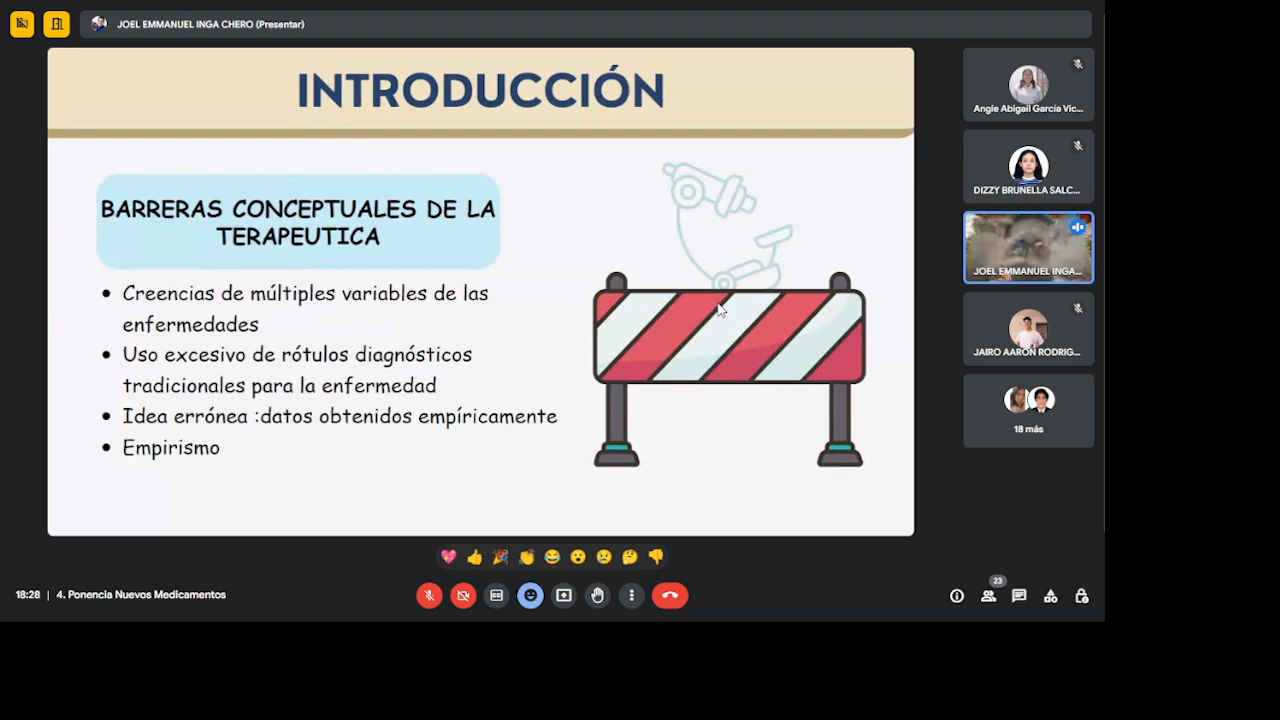 JOEL EMMANUEL INGA CHERO (Presentar)
INTRODUCCIÓN
BARRERAS CONCEPTUALES DE LA
TERAPEUTICA
• Creencias de múltiples variables de las
enfermedades
• Uso excesivo de rótulos diagnósticos
tradicionales para la enfermedad
• Idea errónea :datos obtenidos empíricamente
• Empirismo
Angie Abigail García Vic...
DIZZY BRUNELLA SALC...
JOEL EMMANUEL INGA...
JAIRO AARON RODRIG...
18 más
18:28 | 4. Ponencia Nuevos Medicamentos
23